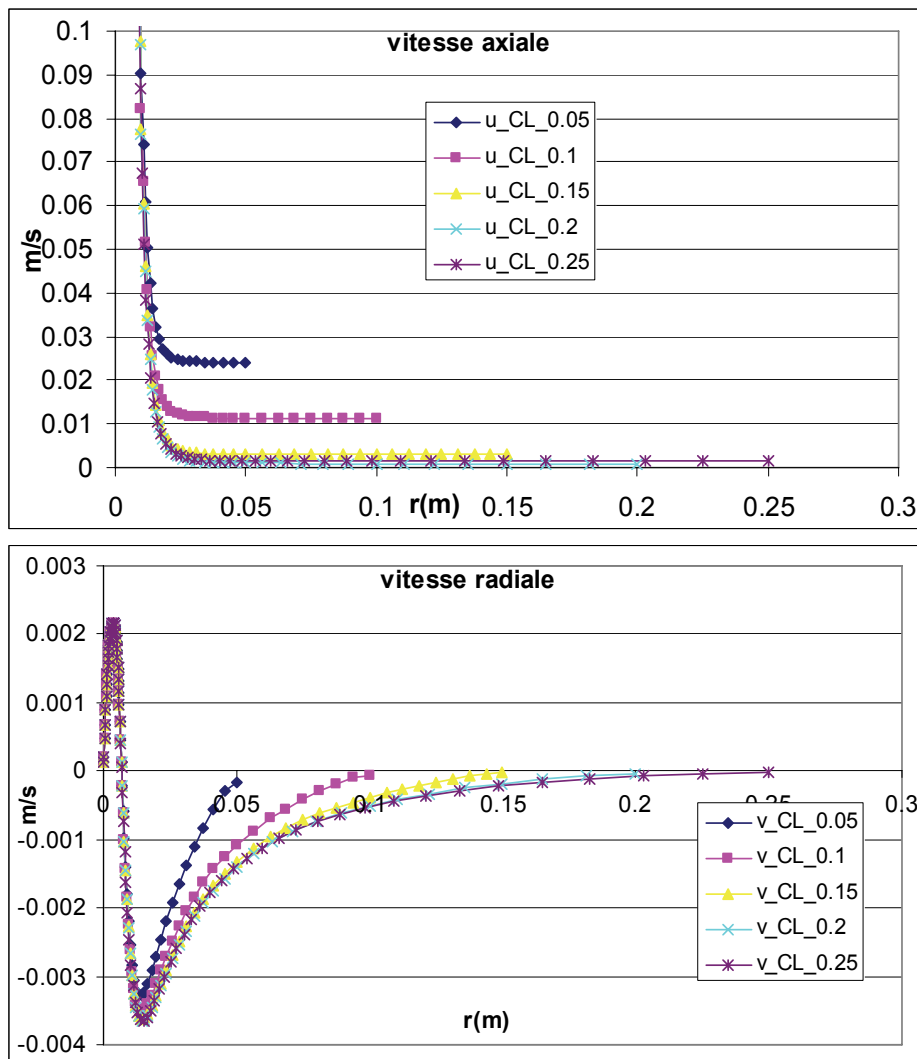 vitesse axiale
0.1
0.09
0.08
0.07
0.06
0.05
0.04
0.03
0.02
0.01
0
m/s
u_CL_0.05
u_CL_0.1
u_CL_0.15
u_CL_0.2
u_CL_0.25
0 0.05 0.1 0.15 0.2 0.25 0.3
r(m)
vitesse radiale
0.003
0.002
0.001
0
-0.001
-0.002
-0.003
-0.004
m/s
0 0.05 0.1 0.15 0.2 0.25 0.3
v_CL_0.05
v_CL_0.1
v_CL_0.15
v_CL_0.2
v_CL_0.25
r(m)